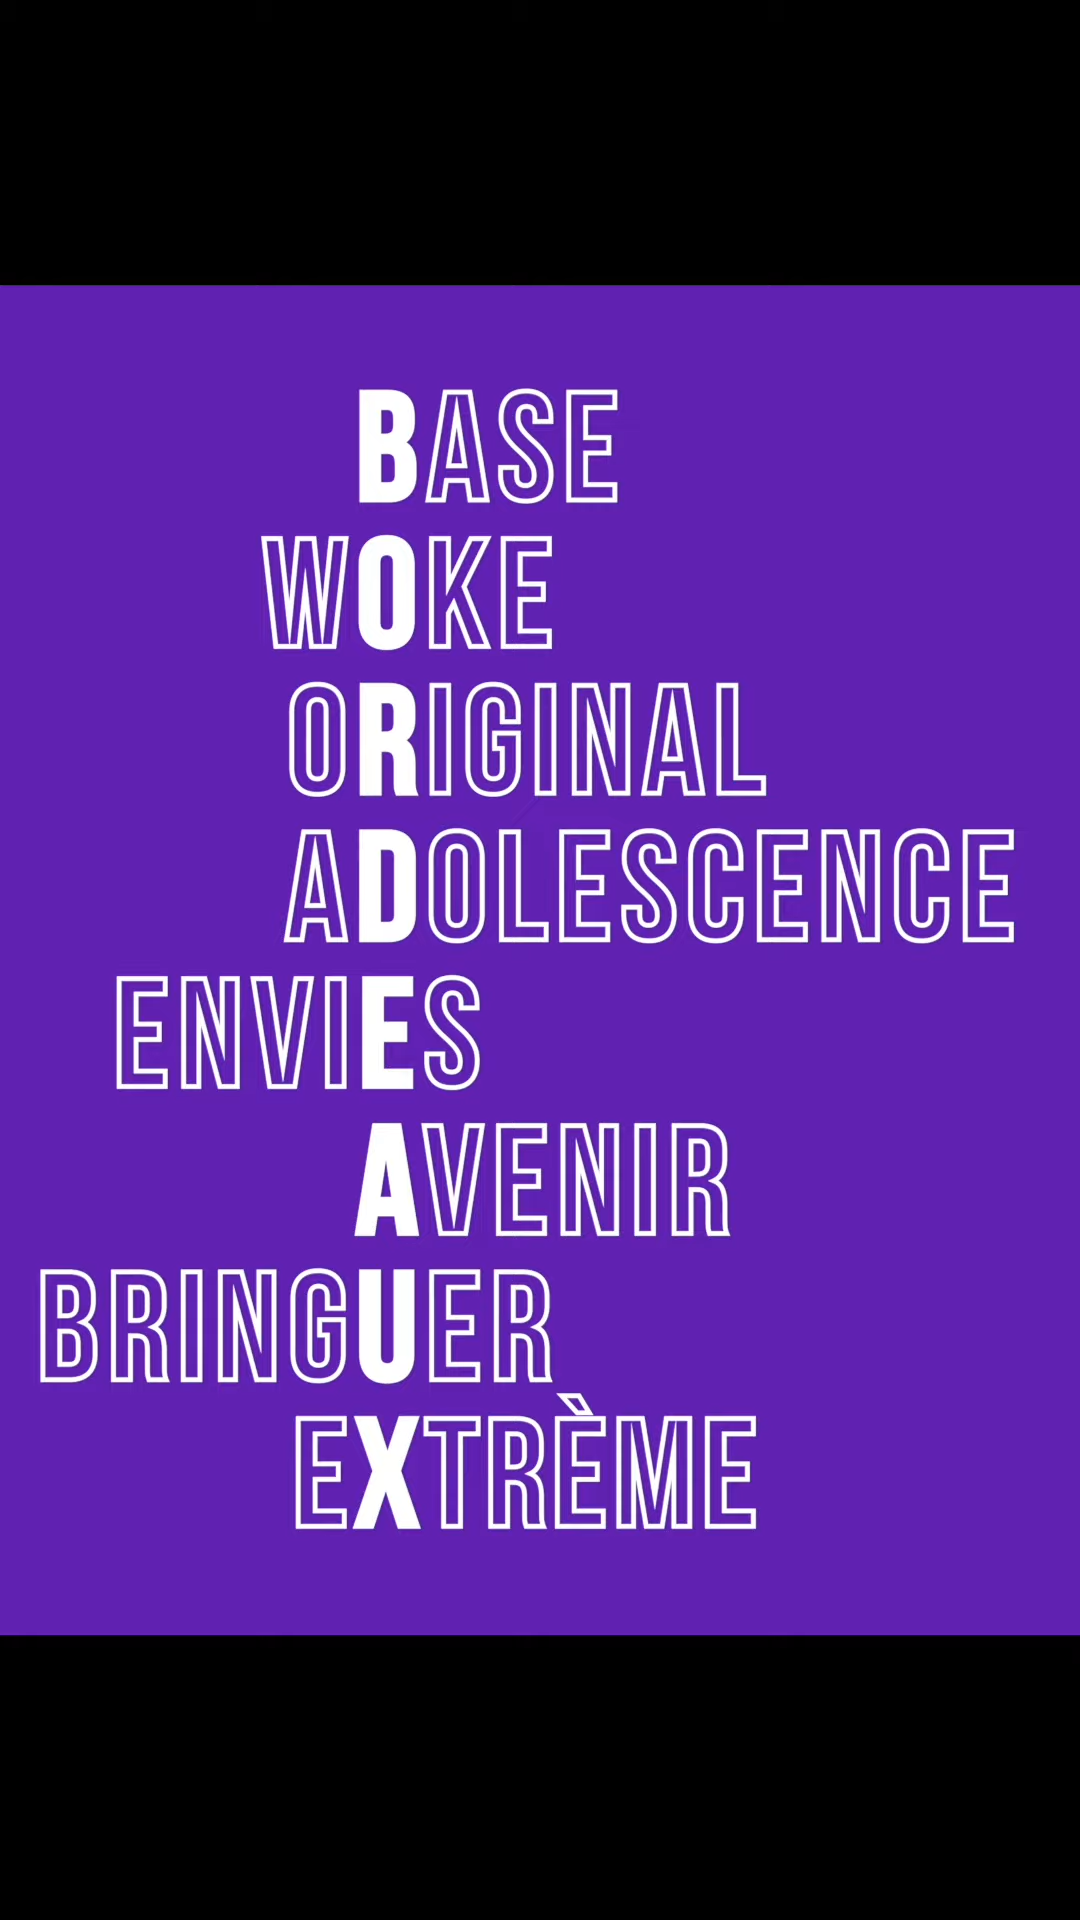 BASE
WOKE
ORIGINAL
ADOLESCENCE
ENVIES
AVENIR
BRINGUER
EXTRÈME